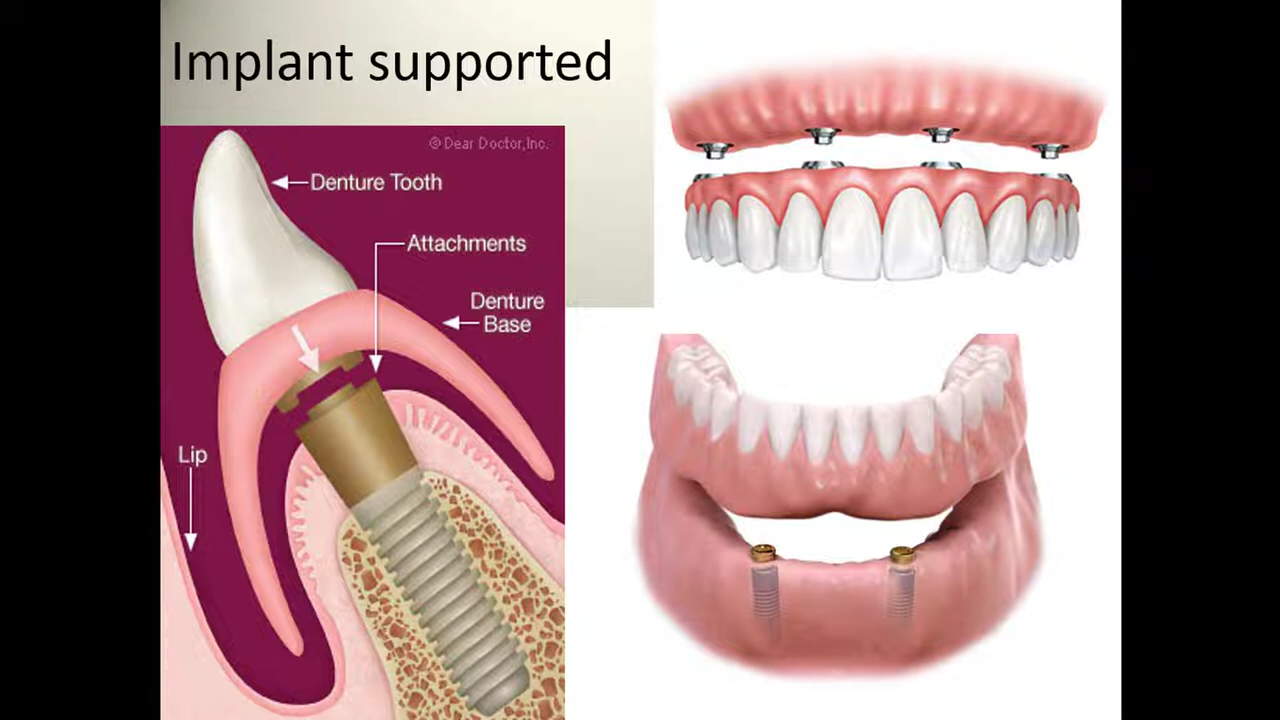 Implant supported
© Dear Doctor,Inc.
Denture Tooth
Attachments
Denture
Base
Lip